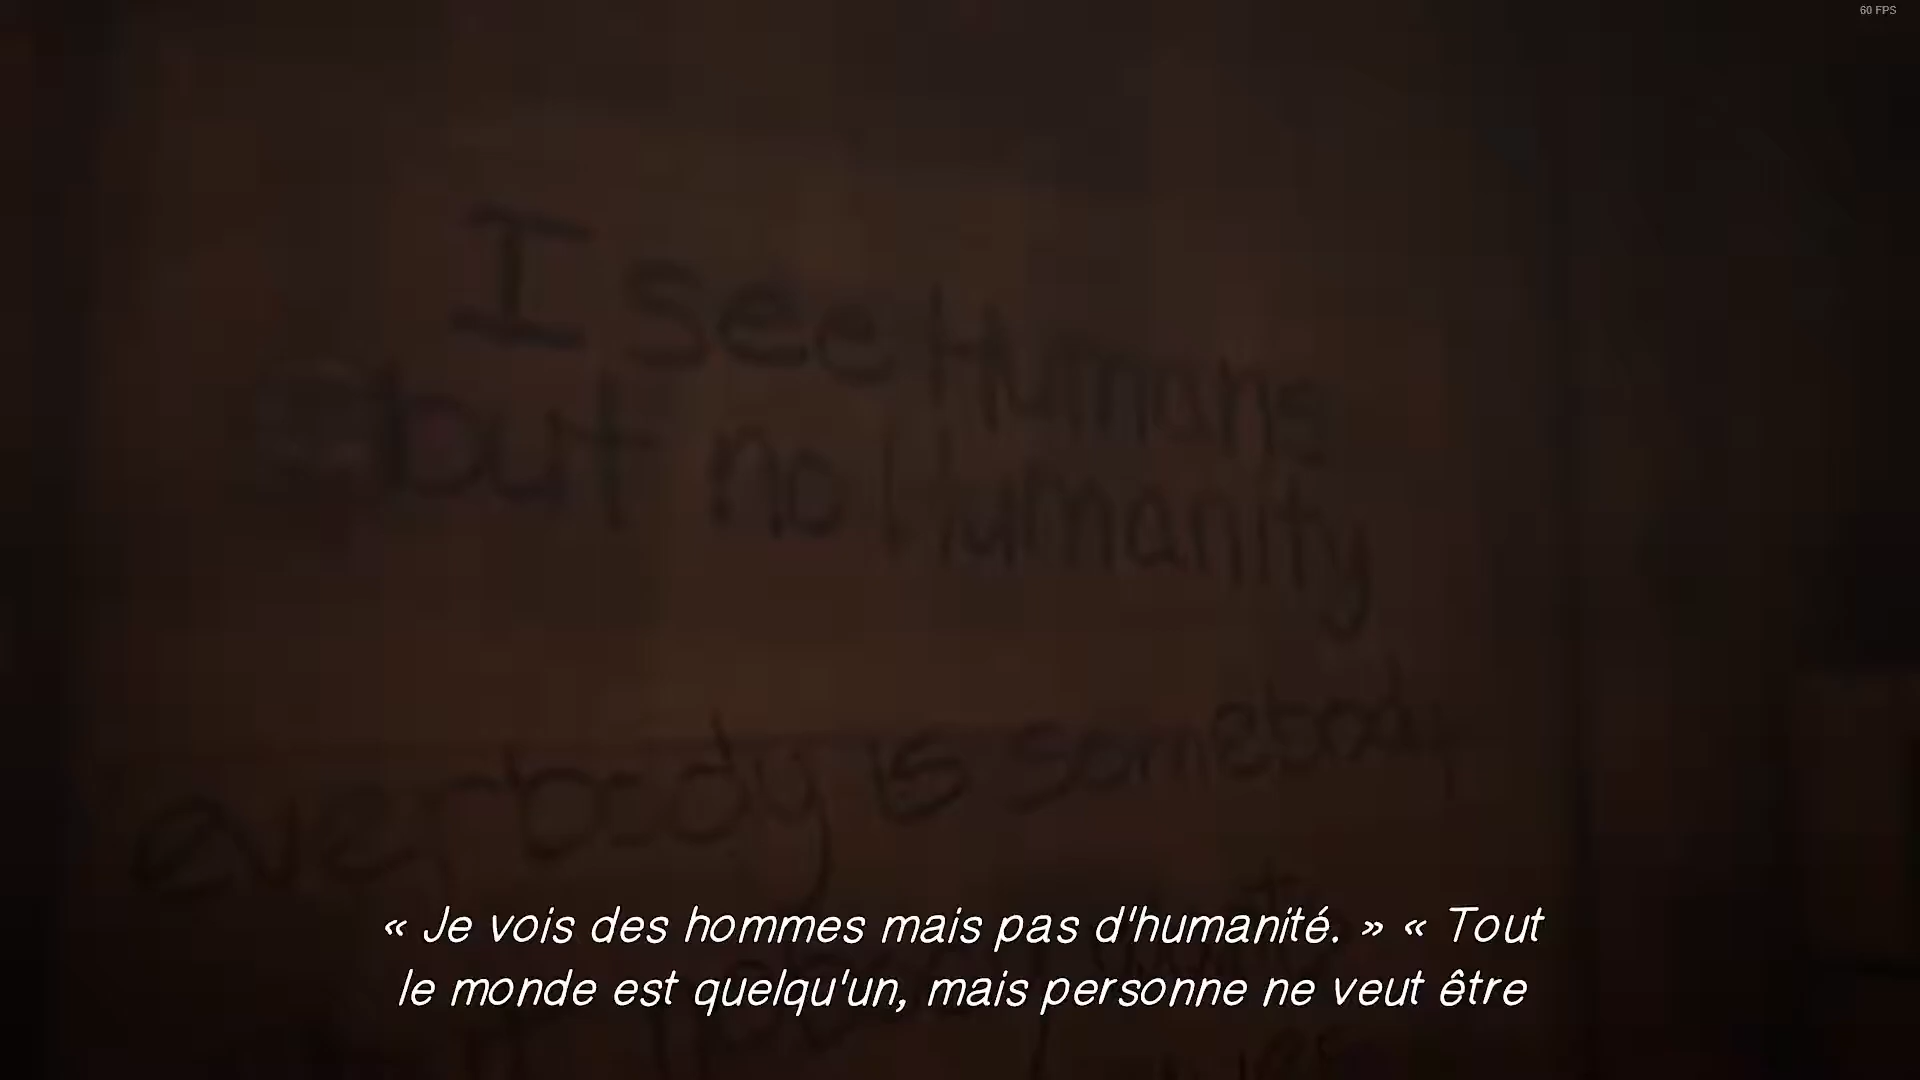 60 FPS
I see Humans
but no Humanity
everbody is somebody
« Je vois des hommes mais pas d'humanité. » « Tout
le monde est quelqu'un, mais personne ne veut être